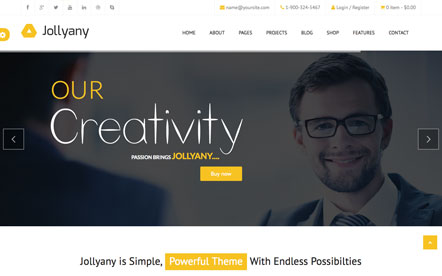 name@yoursite.com 1-900-324-1467 Login / Register 0 item - $0.00
Jollyany HOME ABOUT PAGES PROJECTS BLOG SHOP FEATURES CONTACT
OUR
Creativity
PASSION BRINGS JOLLYANY....
Buy now
Jollyany is Simple, Powerful Theme With Endless Possibilties